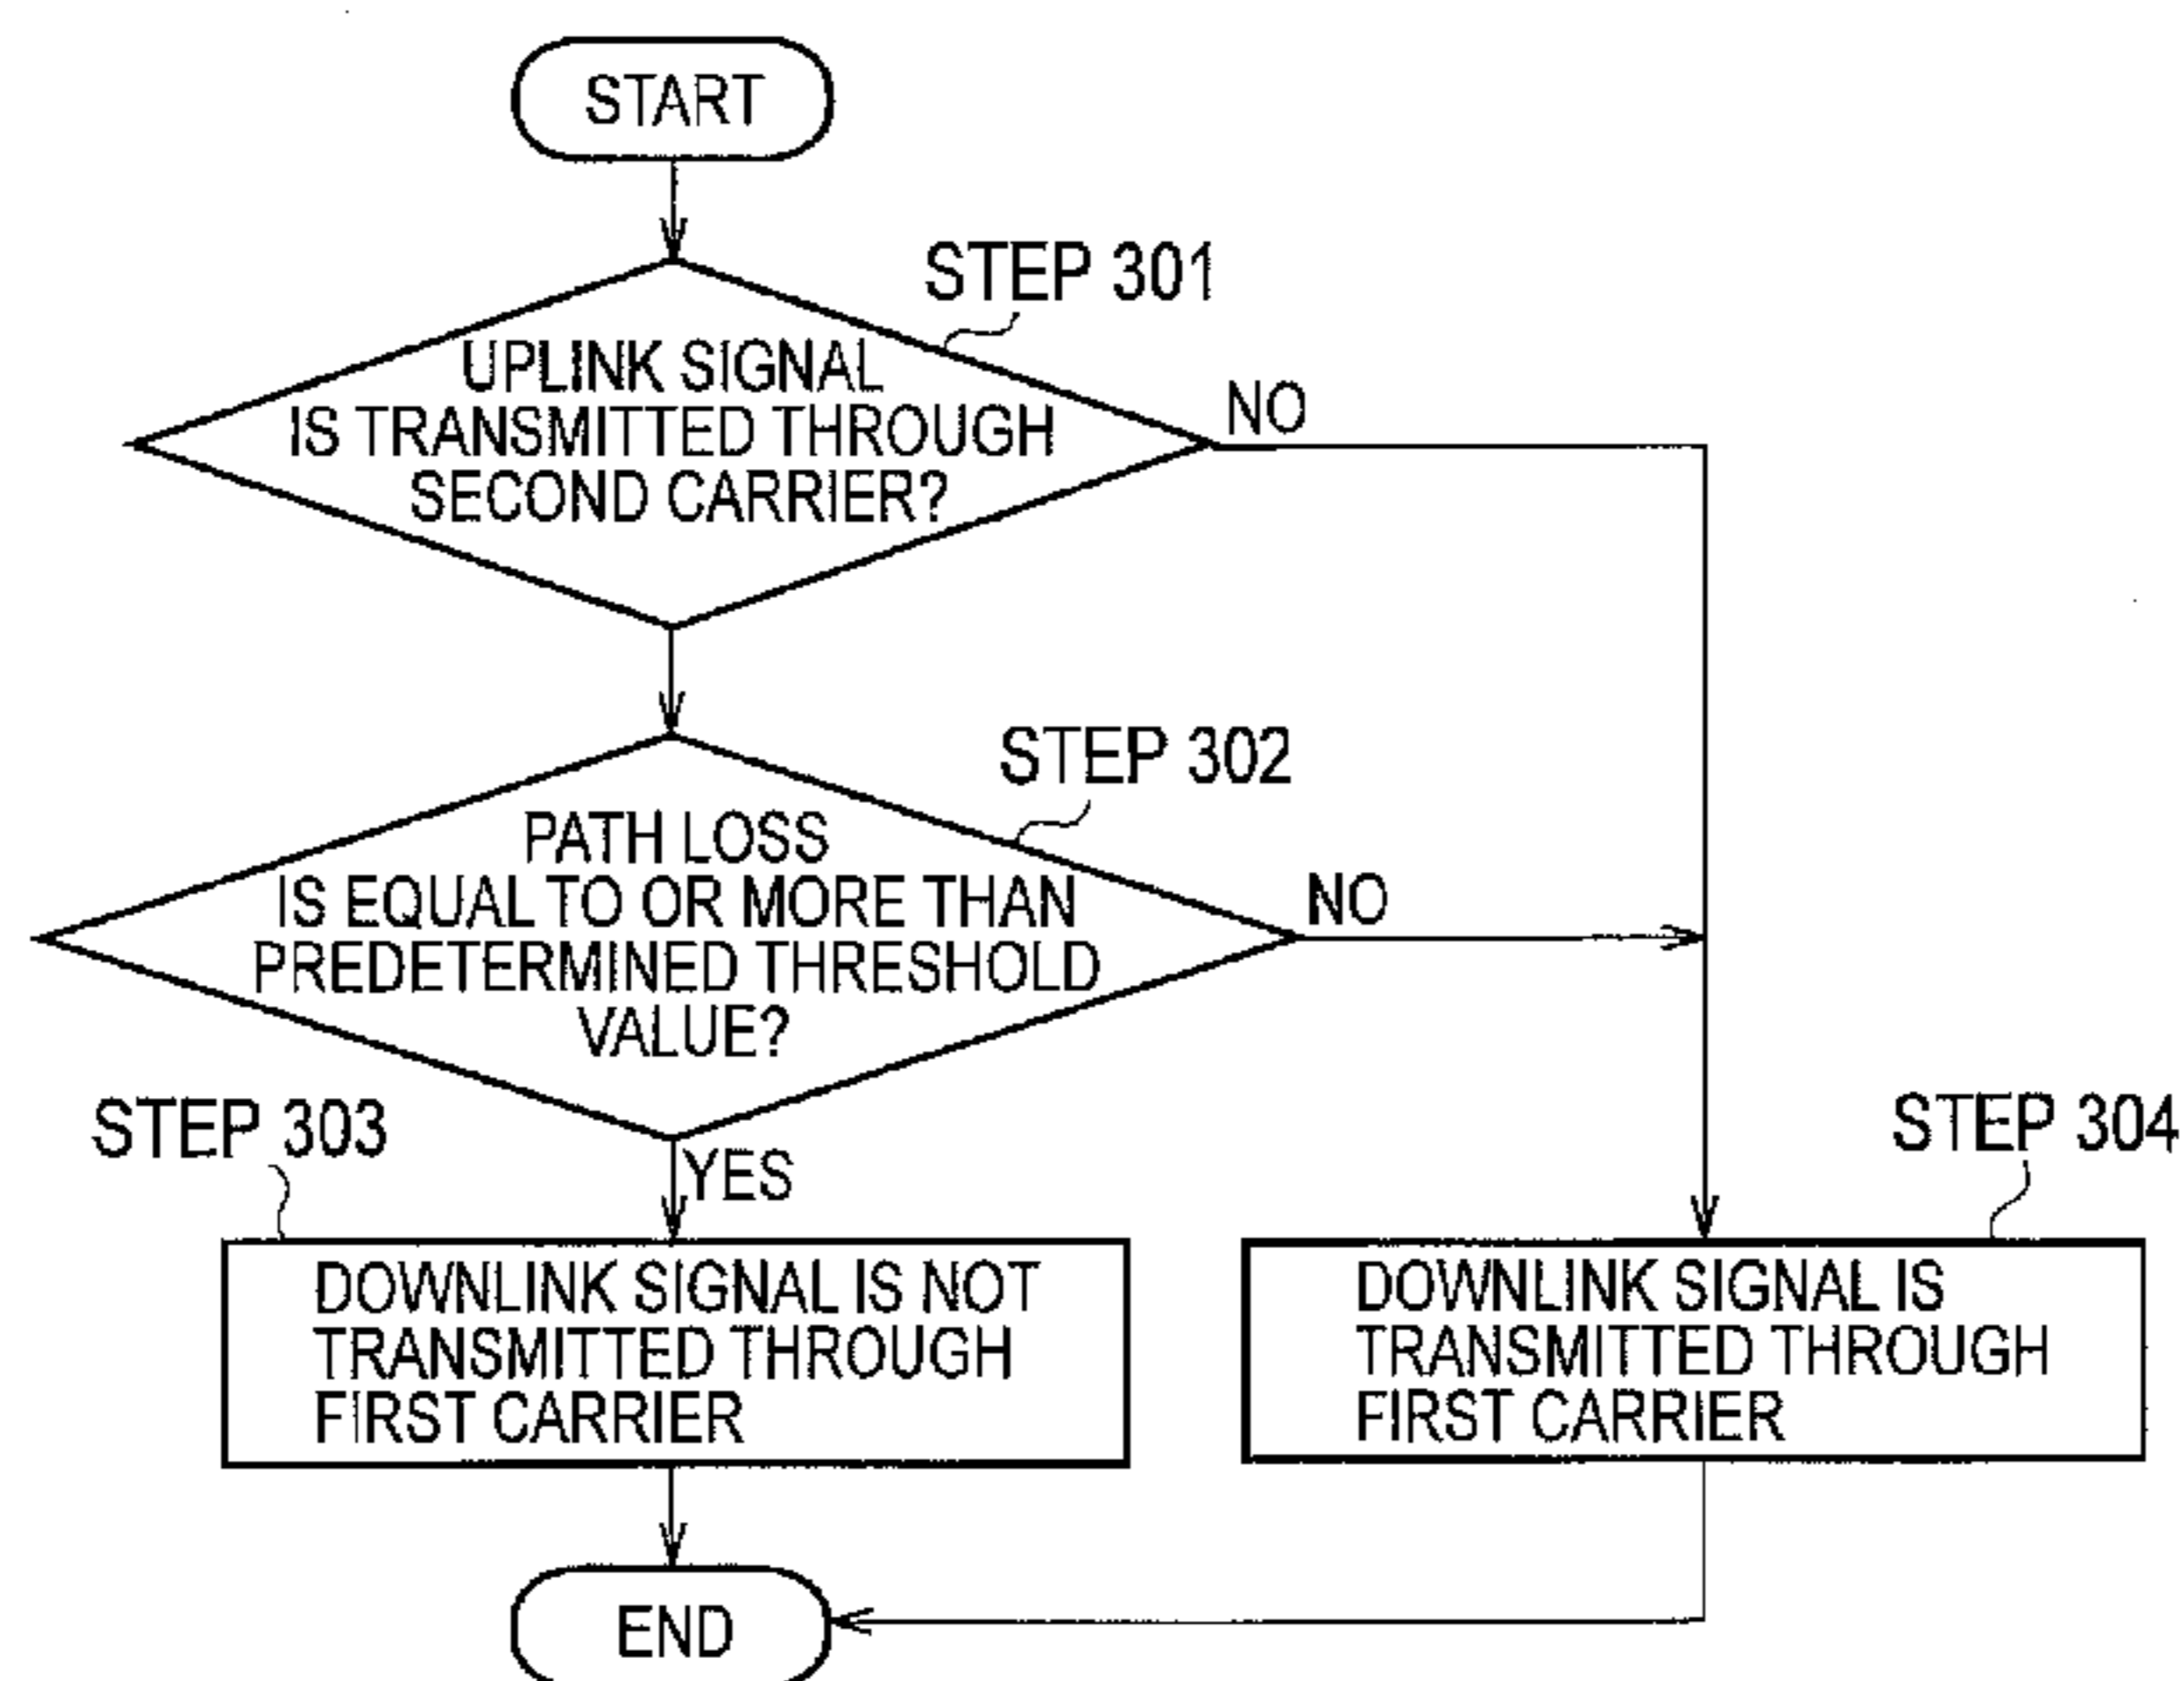 START
STEP 301
UPLINK SIGNAL
IS TRANSMITTED THROUGH
SECOND CARRIER?
NO
STEP 302
PATH LOSS
IS EQUAL TO OR MORE THAN
PREDETERMINED THRESHOLD
VALUE?
NO
YES
STEP 303
DOWNLINK SIGNAL IS NOT
TRANSMITTED THROUGH
FIRST CARRIER
STEP 304
DOWNLINK SIGNAL IS
TRANSMITTED THROUGH
FIRST CARRIER
END